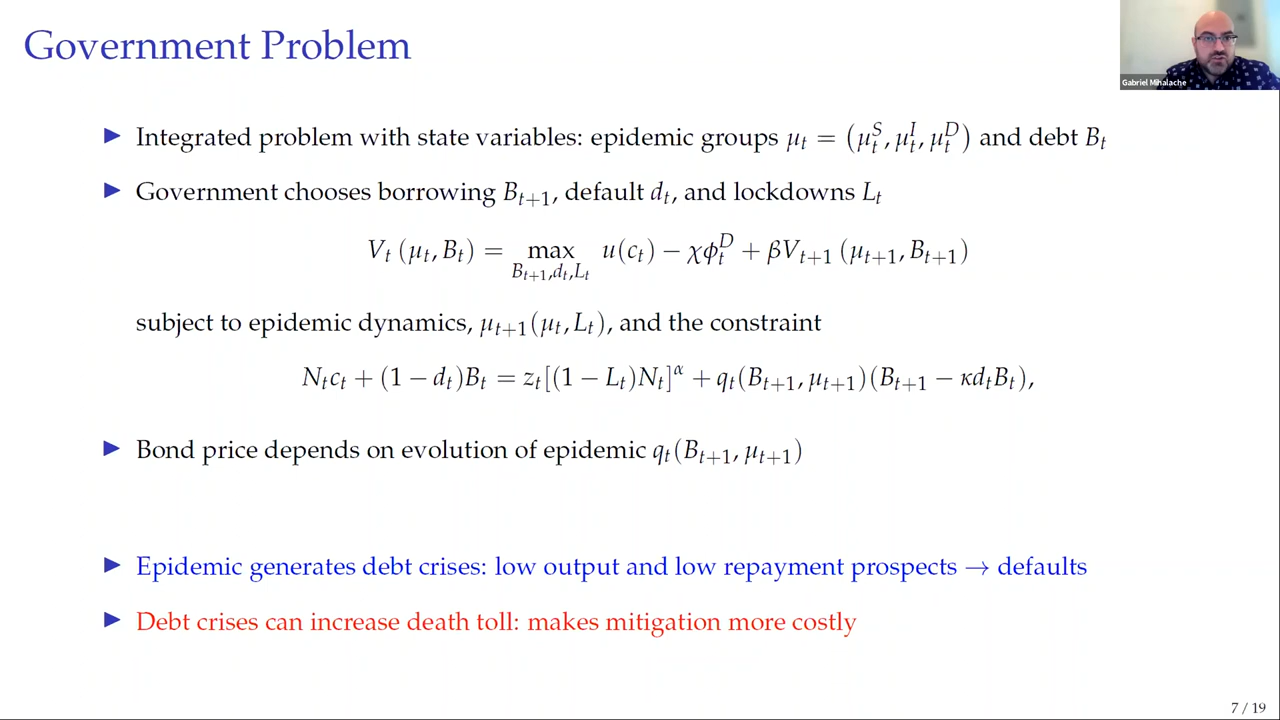 Government Problem
Gabriel Mihalache
▶ Integrated problem with state variables: epidemic groups μ_t = (μ_t^S, μ_t^I, μ_t^D) and debt B_t
▶ Government chooses borrowing B_{t+1}, default d_t, and lockdowns L_t
V_t (μ_t, B_t) = max_{B_{t+1},d_t,L_t} u(c_t) − χϕ_t^D + βV_{t+1} (μ_{t+1}, B_{t+1})
subject to epidemic dynamics, μ_{t+1}(μ_t, L_t), and the constraint
N_t c_t + (1 − d_t)B_t = z_t[(1 − L_t)N_t]^α + q_t(B_{t+1}, μ_{t+1})(B_{t+1} − κd_t B_t),
▶ Bond price depends on evolution of epidemic q_t(B_{t+1}, μ_{t+1})
▶ Epidemic generates debt crises: low output and low repayment prospects → defaults
▶ Debt crises can increase death toll: makes mitigation more costly
7 / 19